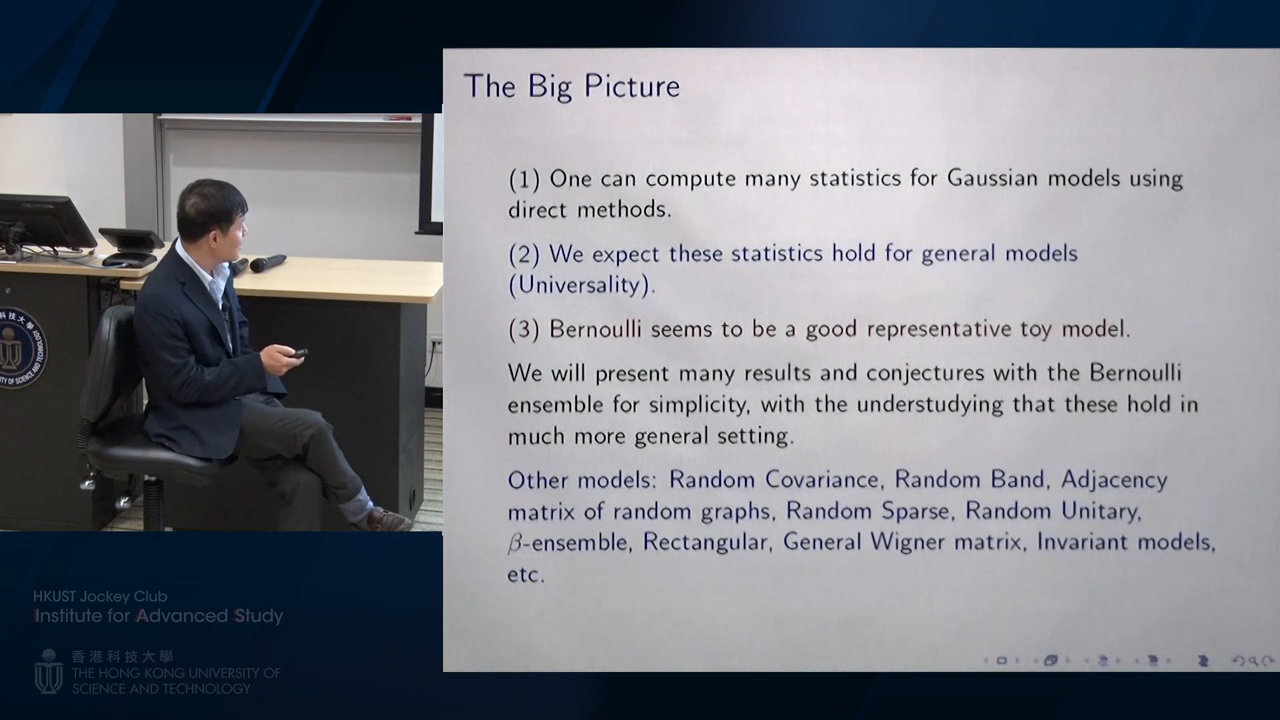 The Big Picture
(1) One can compute many statistics for Gaussian models using
direct methods.
(2) We expect these statistics hold for general models
(Universality).
(3) Bernoulli seems to be a good representative toy model.
We will present many results and conjectures with the Bernoulli
ensemble for simplicity, with the understudying that these hold in
much more general setting.
Other models: Random Covariance, Random Band, Adjacency
matrix of random graphs, Random Sparse, Random Unitary,
β-ensemble, Rectangular, General Wigner matrix, Invariant models,
etc.
HKUST Jockey Club
Institute for Advanced Study
香港科技大學
THE HONG KONG UNIVERSITY OF
SCIENCE AND TECHNOLOGY